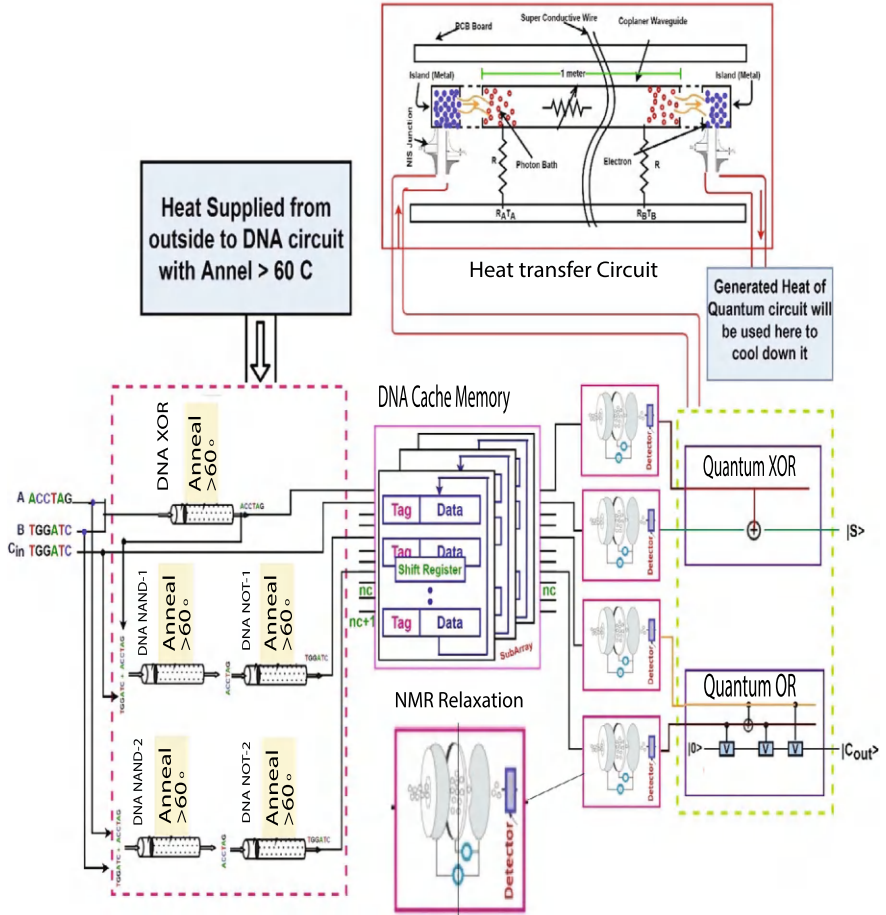 PCB Board
Super Conductive Wire
Coplaner Waveguide
Island (Metal)
1 meter
Island (Metal)
NIS Junction
R
Photon Bath
Electron
R
RATA
RBTB
Heat transfer Circuit
Heat Supplied from
outside to DNA circuit
with Annel > 60 C
Generated Heat of
Quantum circuit will
be used here to
cool down it
DNA XOR
Anneal
>60°
A ACCTAG
B TGGATC
Cin TGGATC
ACCTAG
DNA NAND-1
Anneal
>60°
DNA NOT-1
Anneal
>60°
TGGATC + ACCTAG
ACCTAG
TGGATC
DNA NAND-2
Anneal
>60°
DNA NOT-2
Anneal
>60°
TGGATC + ACCTAG
ACCTAG
TGGATC
DNA Cache Memory
Tag Data
Tag Data
Shift Register
Tag Data
nc
nc+1
nc
SubArray
NMR Relaxation
Detector
Detector
Detector
Detector
Detector
Quantum XOR
|S>
Quantum OR
|0>
V
V
V
|Cout>